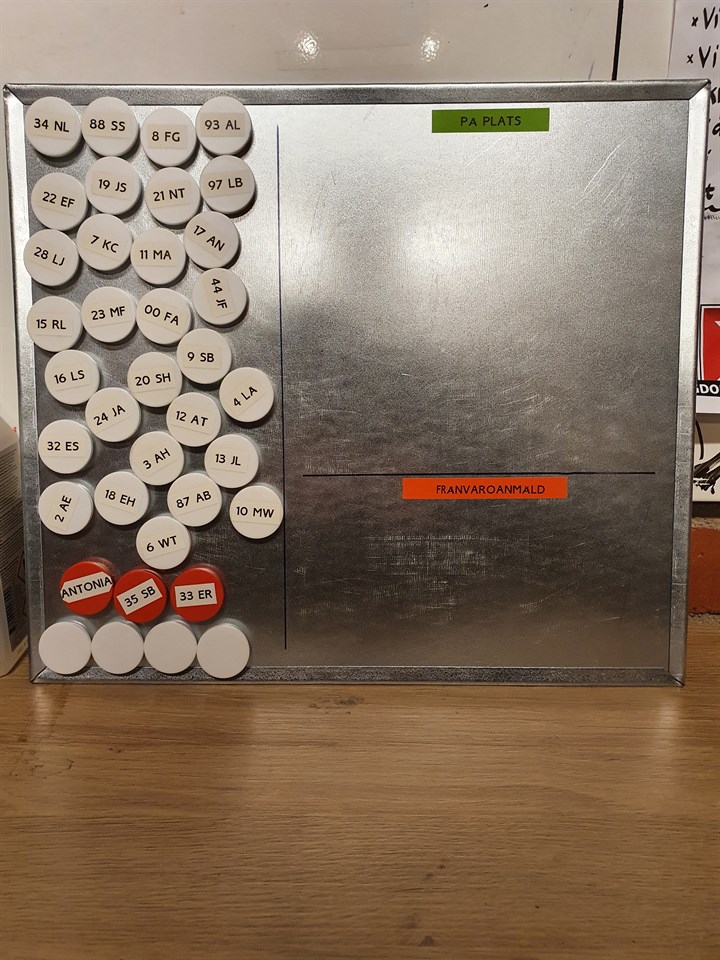 34 NL
88 SS
8 FG
93 AL
22 EF
19 JS
21 NT
97 LB
28 LJ
7 KC
11 MA
17 AN
15 RL
23 MF
00 FA
44 JF
16 LS
20 SH
9 SB
4 LA
24 JA
12 AT
32 ES
3 AH
13 JL
2 AE
18 EH
87 AB
10 MW
6 WT
ANTONIA
35 SB
33 ER
PÅ PLATS
FRÅNVAROANMÄLD
x Vi
x Vi